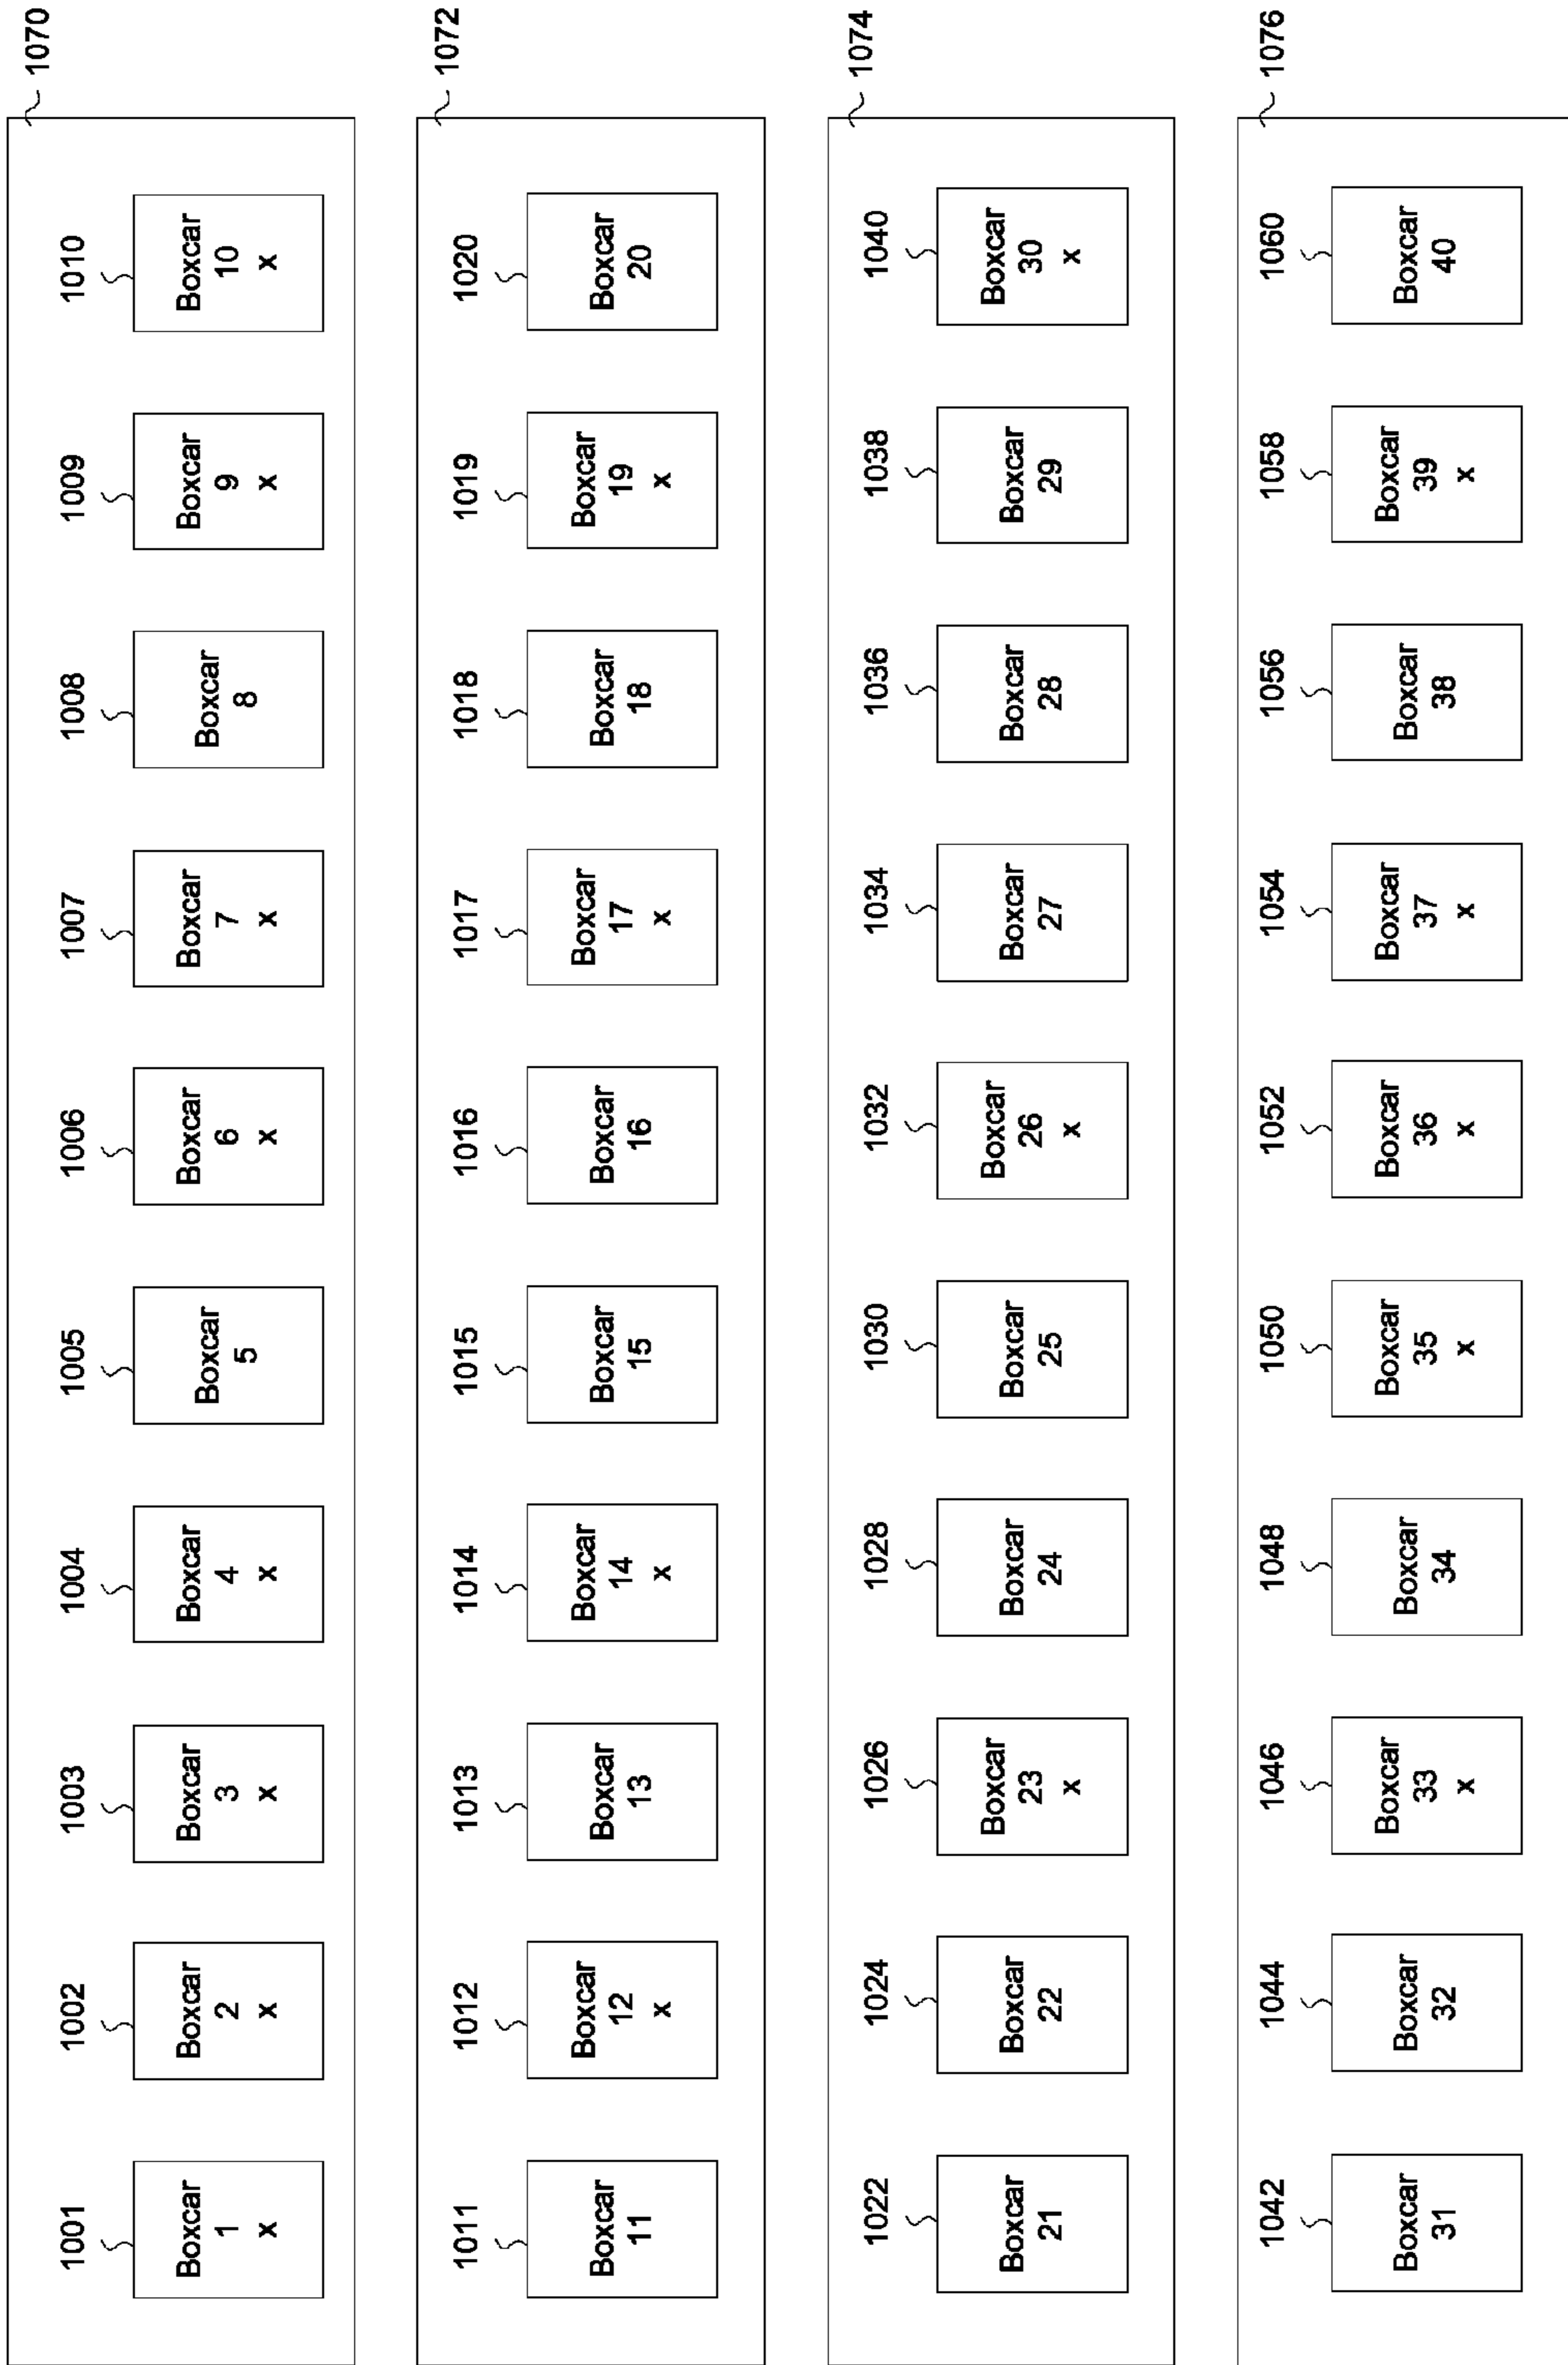 1001
1002
1003
1004
1005
1006
1007
1008
1009
1010
1070
Boxcar
1
x
Boxcar
2
x
Boxcar
3
x
Boxcar
4
x
Boxcar
5
Boxcar
6
x
Boxcar
7
x
Boxcar
8
Boxcar
9
x
Boxcar
10
x
1011
1012
1013
1014
1015
1016
1017
1018
1019
1020
1072
Boxcar
11
Boxcar
12
x
Boxcar
13
Boxcar
14
x
Boxcar
15
Boxcar
16
Boxcar
17
x
Boxcar
18
Boxcar
19
x
Boxcar
20
1022
1024
1026
1028
1030
1032
1034
1036
1038
1040
1074
Boxcar
21
Boxcar
22
Boxcar
23
x
Boxcar
24
Boxcar
25
Boxcar
26
x
Boxcar
27
Boxcar
28
Boxcar
29
Boxcar
30
x
1042
1044
1046
1048
1050
1052
1054
1056
1058
1060
1076
Boxcar
31
Boxcar
32
Boxcar
33
x
Boxcar
34
Boxcar
35
x
Boxcar
36
x
Boxcar
37
x
Boxcar
38
Boxcar
39
x
Boxcar
40